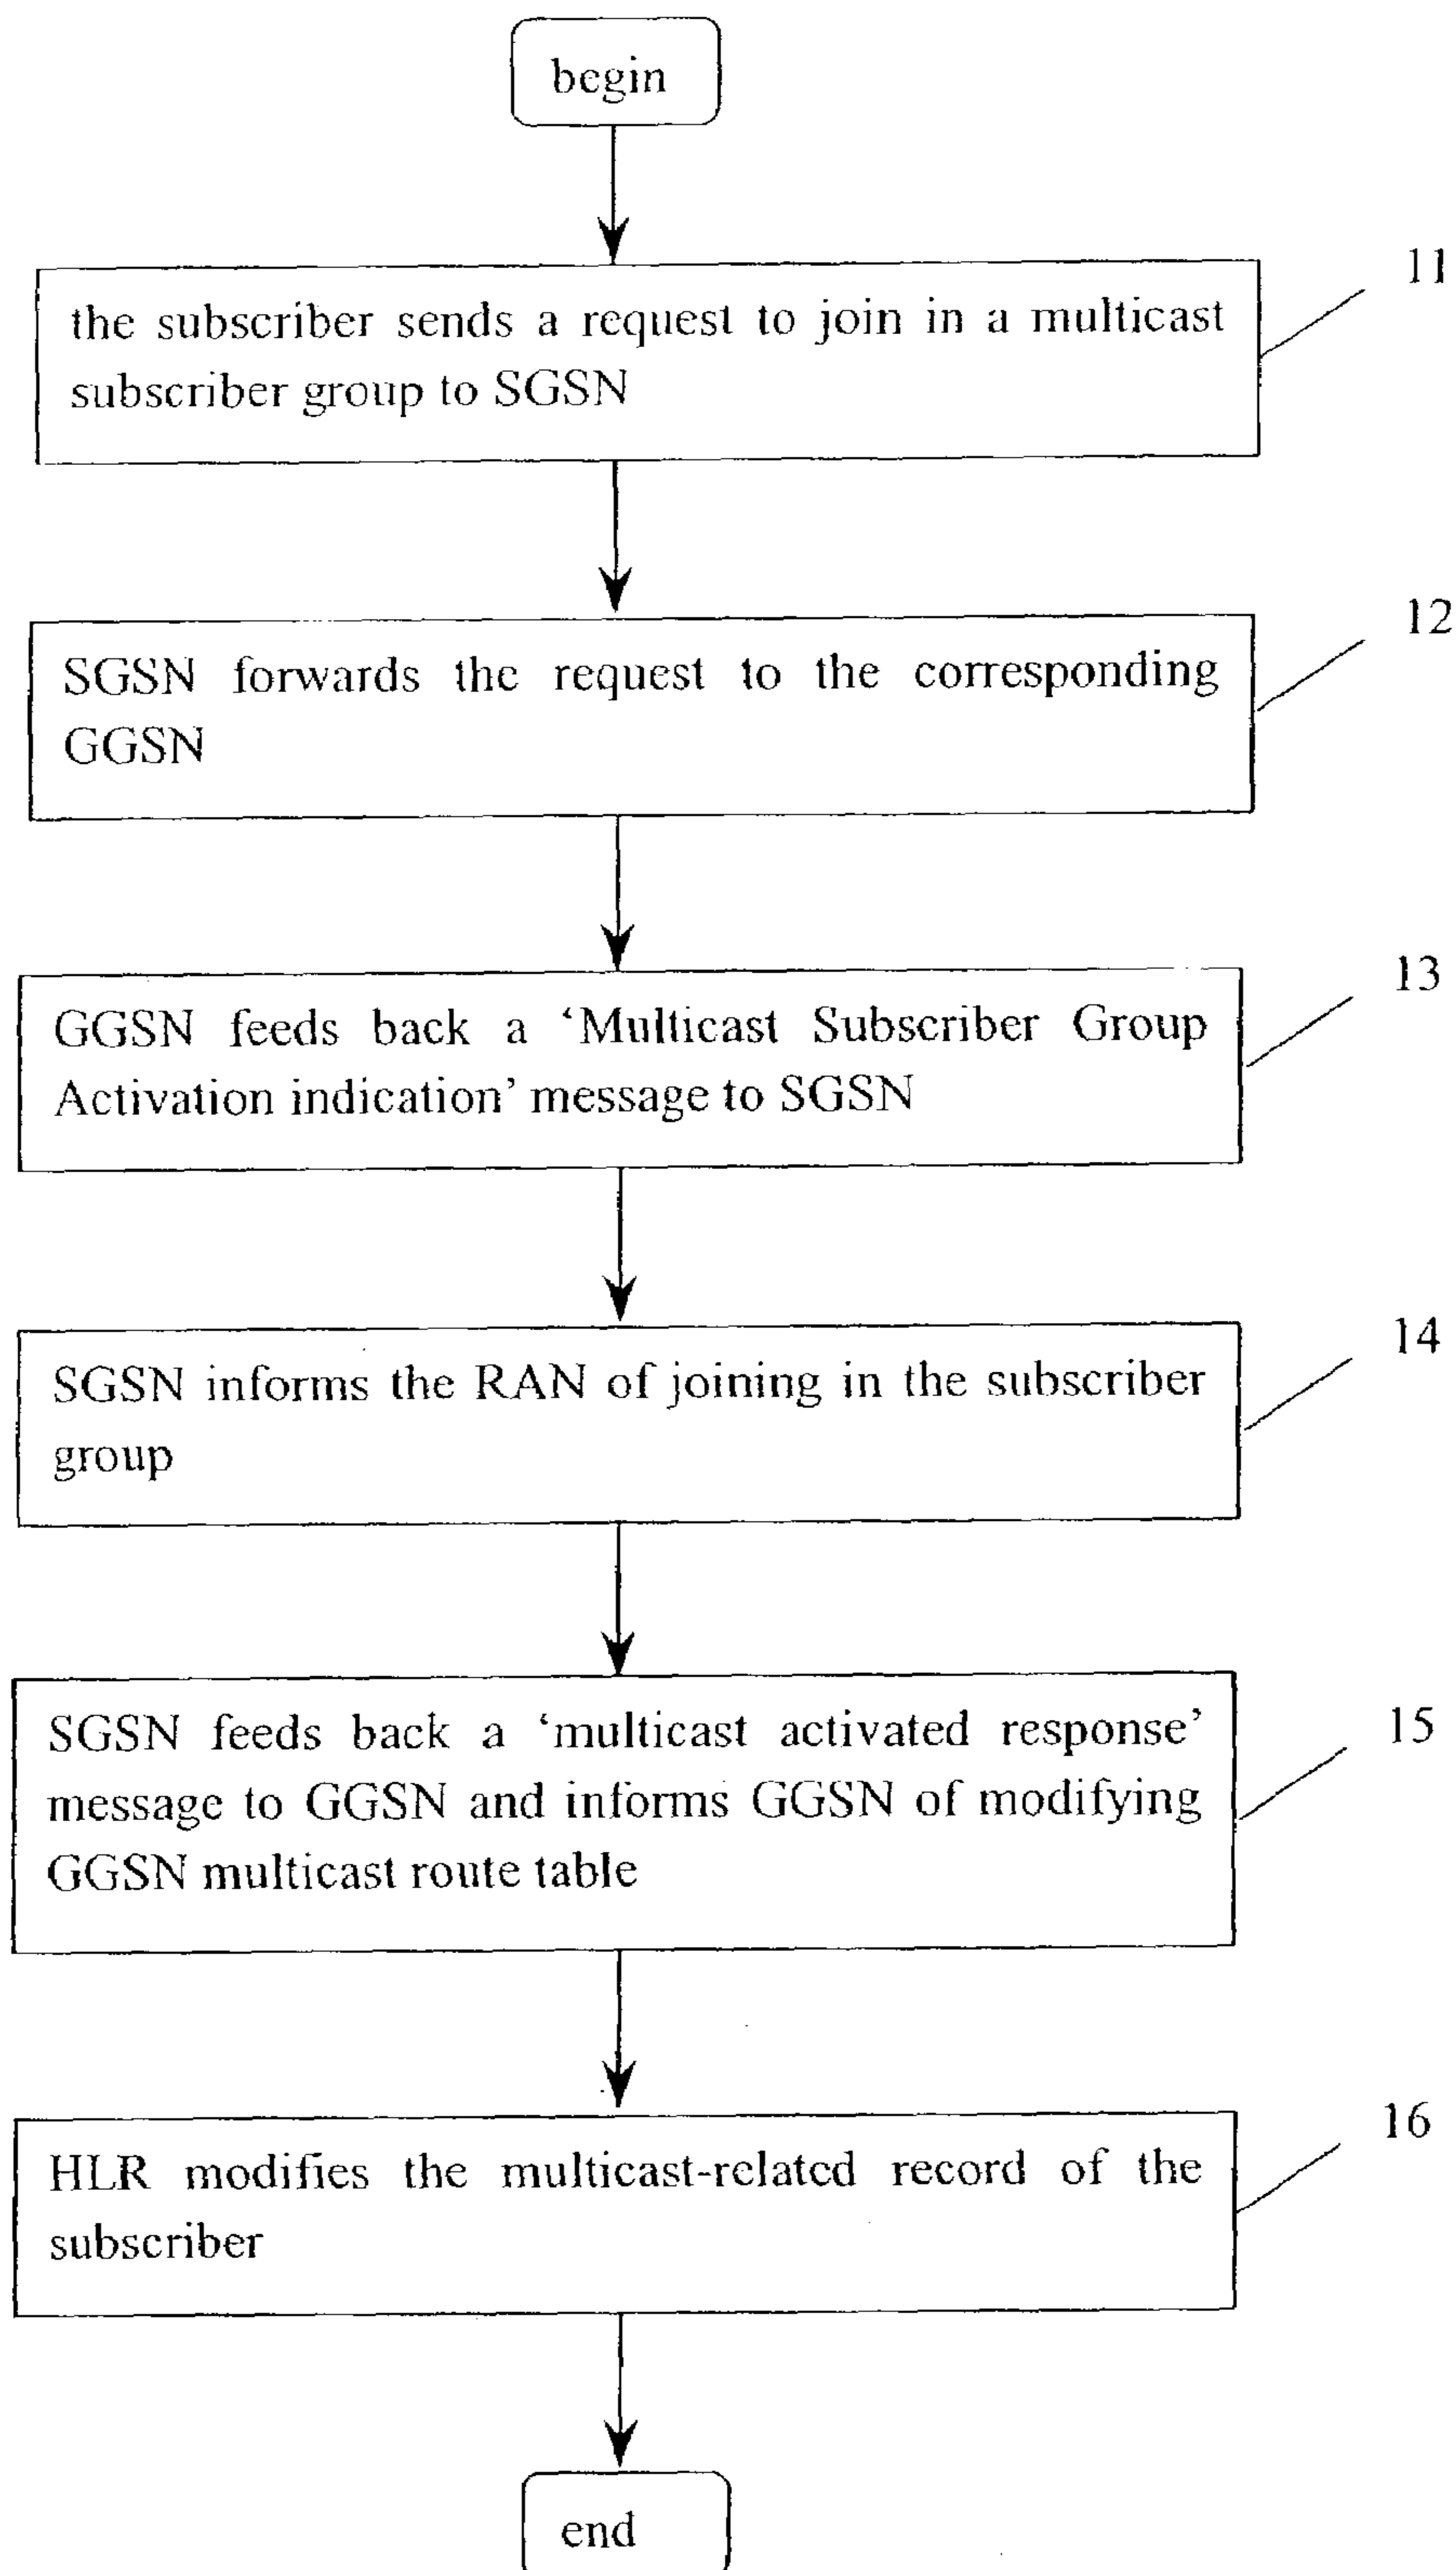 begin
11
the subscriber sends a request to join in a multicast
subscriber group to SGSN
12
SGSN forwards the request to the corresponding
GGSN
13
GGSN feeds back a ‘Multicast Subscriber Group
Activation indication’ message to SGSN
14
SGSN informs the RAN of joining in the subscriber
group
15
SGSN feeds back a ‘multicast activated response’
message to GGSN and informs GGSN of modifying
GGSN multicast route table
16
HLR modifies the multicast-related record of the
subscriber
end